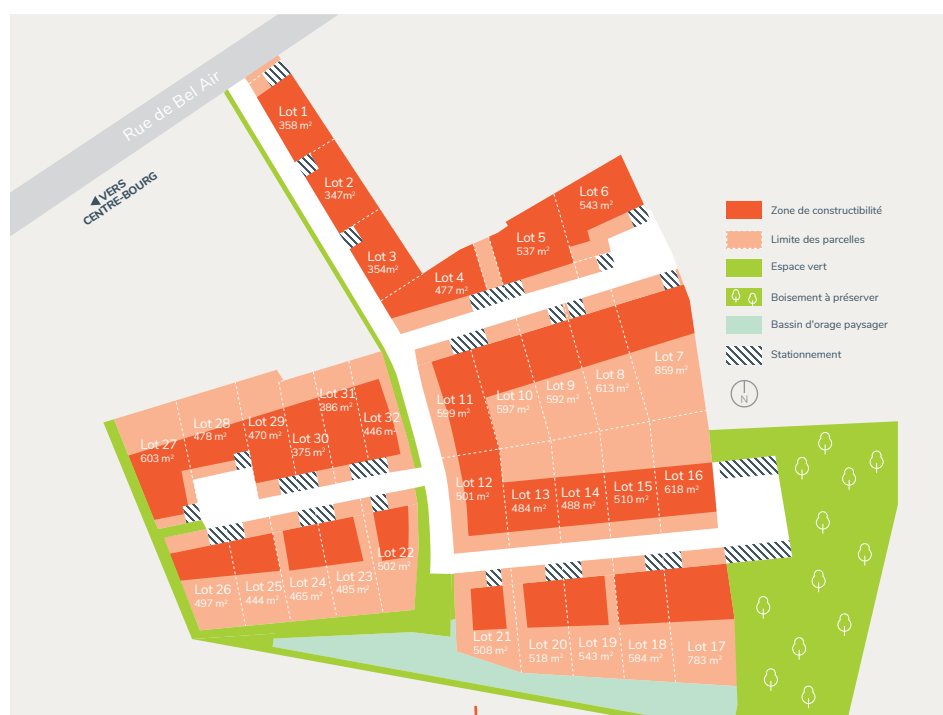 Rue de Bel Air
VERS
CENTRE-BOURG
Lot 1
358 m²
Lot 2
347m²
Lot 3
354m²
Lot 4
477 m²
Lot 5
537 m²
Lot 6
543 m²
Zone de constructibilité
Limite des parcelles
Espace vert
Boisement à préserver
Bassin d'orage paysager
Stationnement
N
Lot 7
859 m²
Lot 8
613 m²
Lot 9
592 m²
Lot 10
597 m²
Lot 11
599 m²
Lot 31
386 m²
Lot 32
446 m²
Lot 28
478 m²
Lot 29
470 m²
Lot 30
375 m²
Lot 27
603 m²
Lot 12
501 m²
Lot 13
484 m²
Lot 14
488 m²
Lot 15
510 m²
Lot 16
618 m²
Lot 22
502 m²
Lot 23
485 m²
Lot 24
465 m²
Lot 25
444 m²
Lot 26
497 m²
Lot 21
508 m²
Lot 20
518 m²
Lot 19
543 m²
Lot 18
584 m²
Lot 17
783 m²